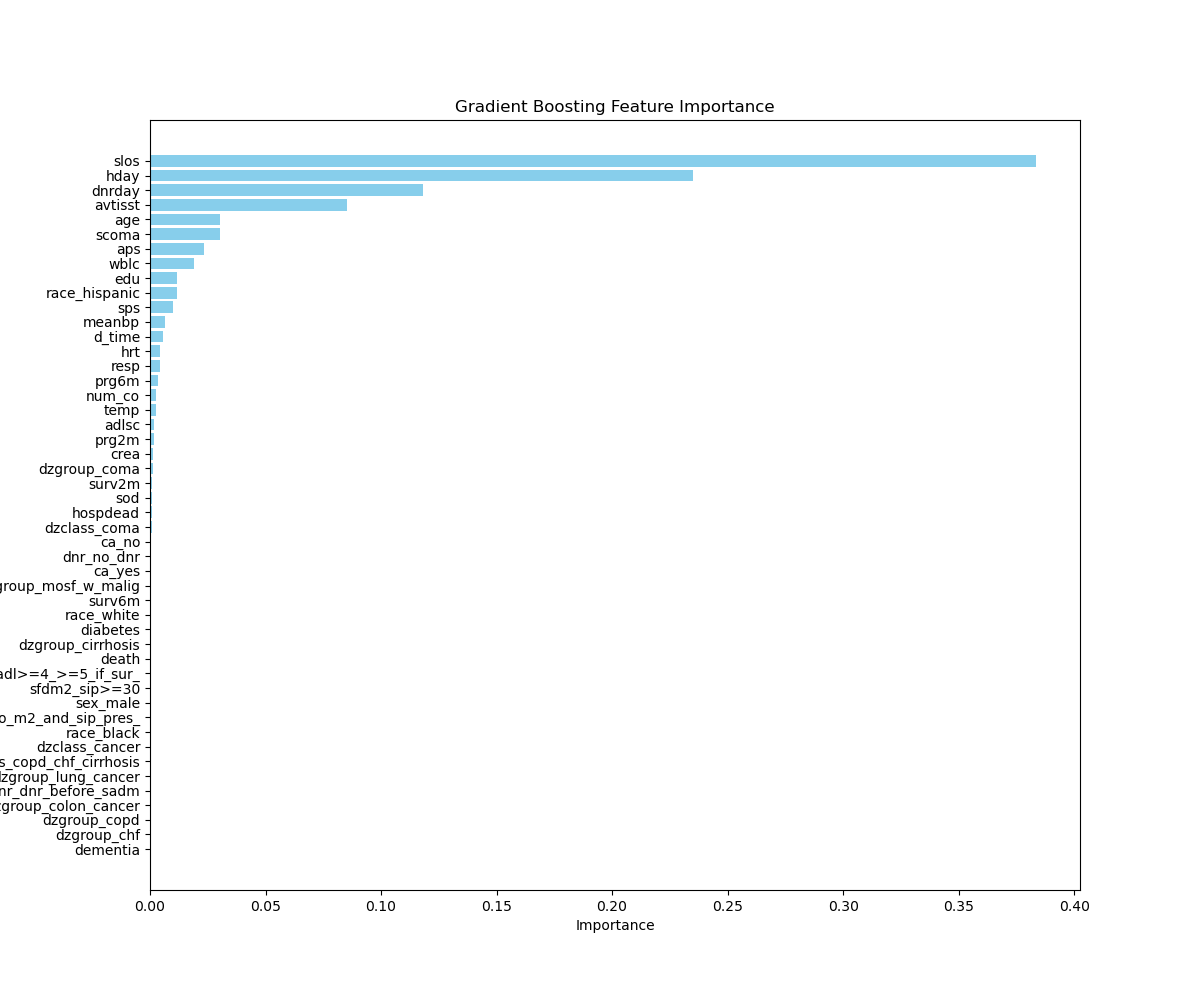 Gradient Boosting Feature Importance
slos
hday
dnrday
avtisst
age
scoma
aps
wblc
edu
race_hispanic
sps
meanbp
d_time
hrt
resp
prg6m
num_co
temp
adlsc
prg2m
crea
dzgroup_coma
surv2m
sod
hospdead
dzclass_coma
ca_no
dnr_no_dnr
ca_yes
group_mosf_w_malig
surv6m
race_white
diabetes
dzgroup_cirrhosis
death
adl>=4_>=5_if_sur_
sfdm2_sip>=30
sex_male
o_m2_and_sip_pres_
race_black
dzclass_cancer
s_copd_chf_cirrhosis
dzgroup_lung_cancer
nr_dnr_before_sadm
group_colon_cancer
dzgroup_copd
dzgroup_chf
dementia
0.00 0.05 0.10 0.15 0.20 0.25 0.30 0.35 0.40
Importance